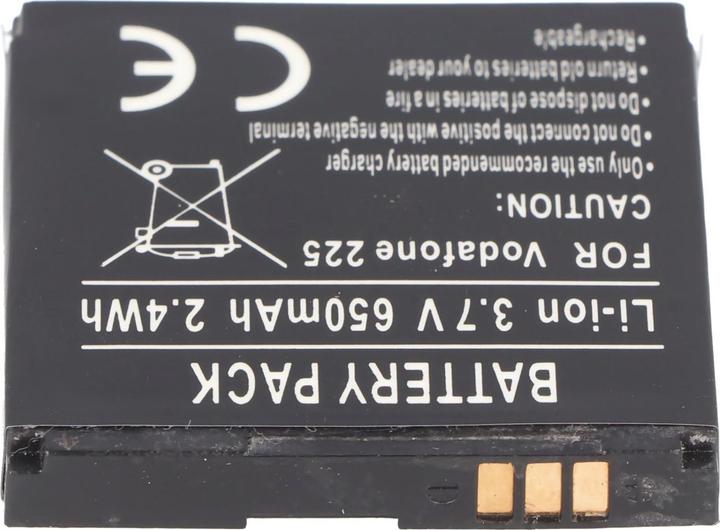 BATTERY PACK
Li-ion 3.7 V 650mAh 2.4Wh
FOR Vodafone 225
CAUTION:
•Only use the recommended battery charger
•Do not connect the positive with the negative terminal
•Do not dispose of batteries in a fire
•Return old batteries to your dealer
•Rechargeable
CE